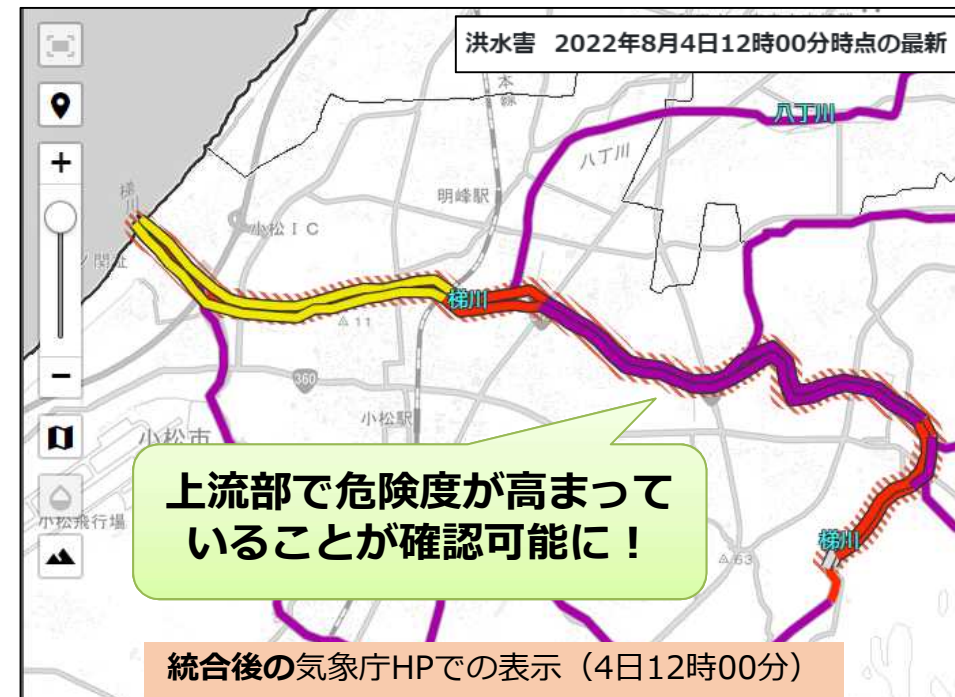 洪水害 2022年8月4日12時00分時点の最新
本
線
八丁川
八丁川
明峰駅
梯
川
小松IC
ノ関址
梯川
△11
360
小松駅
小松市
上流部で危険度が高まって
いることが確認可能に！
小松飛行場
梯川
△63
統合後の気象庁HPでの表示（4日12時00分）